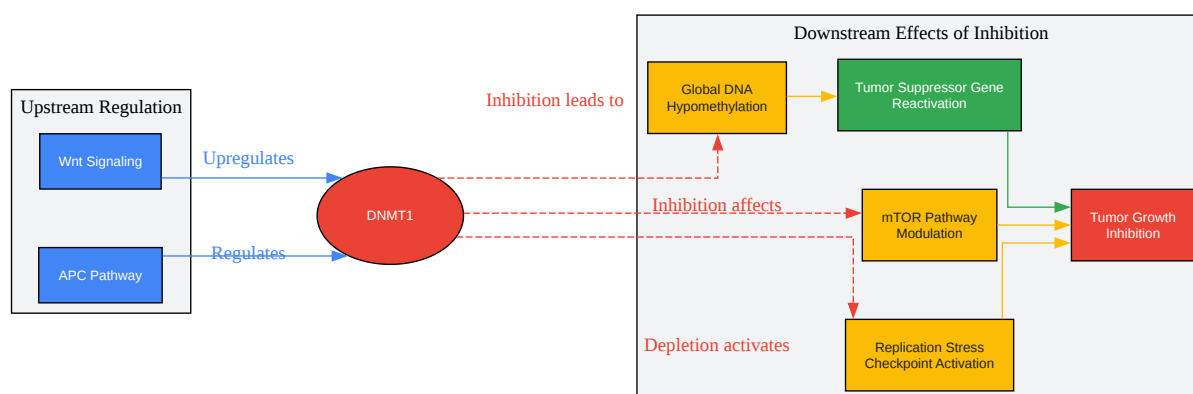 Downstream Effects of Inhibition
Upstream Regulation
Wnt Signaling
APC Pathway
Upregulates
Regulates
DNMT1
Inhibition leads to
Inhibition affects
Depletion activates
Global DNA
Hypomethylation
Tumor Suppressor Gene
Reactivation
mTOR Pathway
Modulation
Replication Stress
Checkpoint Activation
Tumor Growth
Inhibition